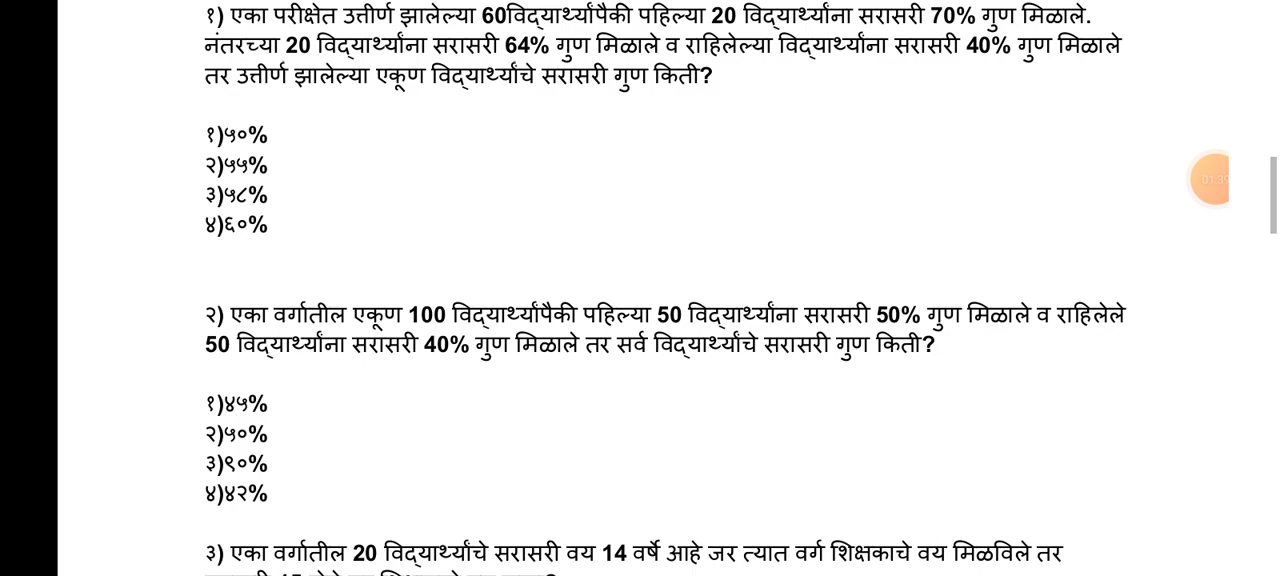 १) एका परीक्षेत उत्तीर्ण झालेल्या 60विद्यार्थ्यांपैकी पहिल्या 20 विद्यार्थ्यांना सरासरी 70% गुण मिळाले.
नंतरच्या 20 विद्यार्थ्यांना सरासरी 64% गुण मिळाले व राहिलेल्या विद्यार्थ्यांना सरासरी 40% गुण मिळाले
तर उत्तीर्ण झालेल्या एकूण विद्यार्थ्यांचे सरासरी गुण किती?
१)५०%
२)५५%
३)५८%
४)६०%
01:39
२) एका वर्गातील एकूण 100 विद्यार्थ्यांपैकी पहिल्या 50 विद्यार्थ्यांना सरासरी 50% गुण मिळाले व राहिलेले
50 विद्यार्थ्यांना सरासरी 40% गुण मिळाले तर सर्व विद्यार्थ्यांचे सरासरी गुण किती?
१)४५%
२)५०%
३)९०%
४)४२%
३) एका वर्गातील 20 विद्यार्थ्यांचे सरासरी वय 14 वर्षे आहे जर त्यात वर्ग शिक्षकाचे वय मिळविले तर